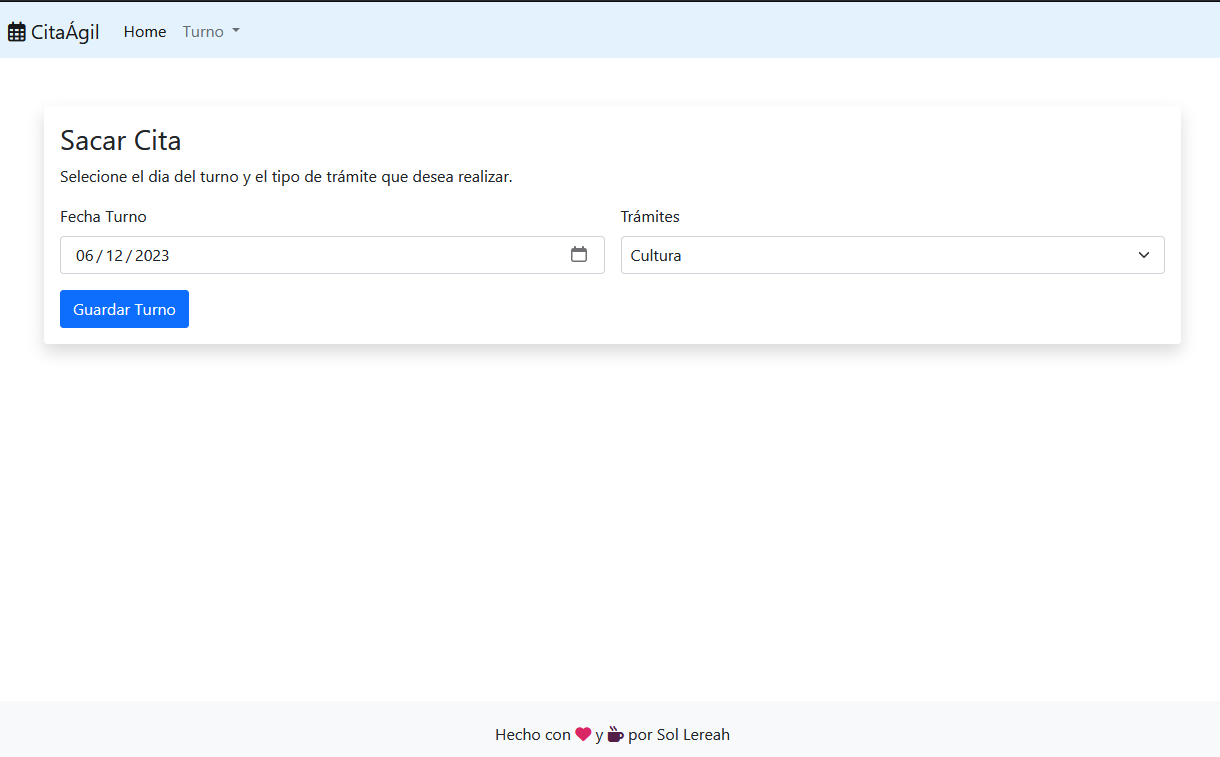 CitaÁgil Home Turno
Sacar Cita
Selecione el dia del turno y el tipo de trámite que desea realizar.
Fecha Turno Trámites
06/12/2023 Cultura
Guardar Turno
Hecho con y por Sol Lereah